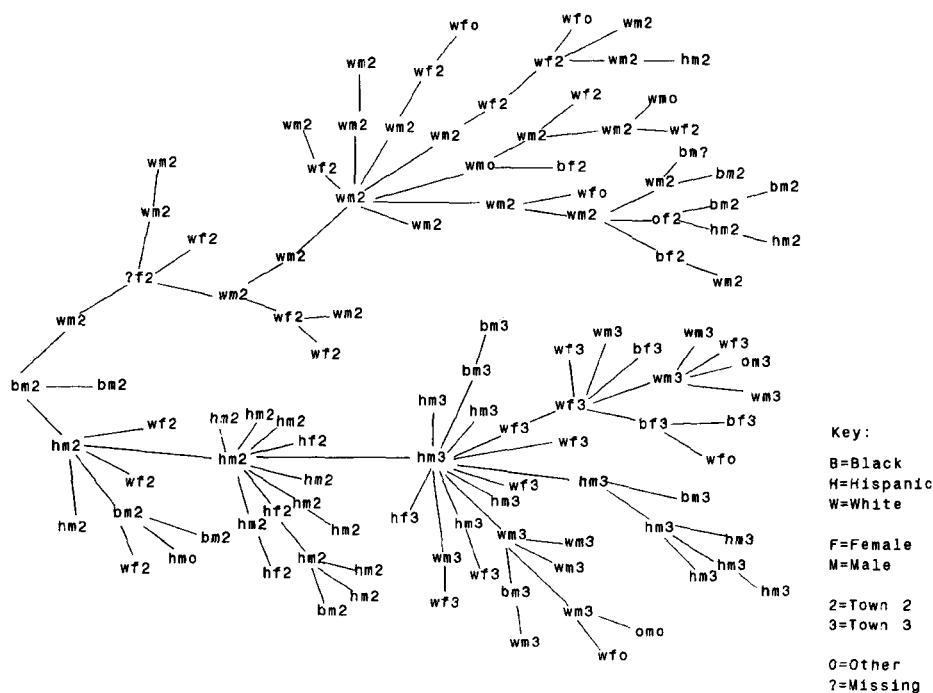 wfo wfo wm2
wm2 wf2 wf2 wm2 hm2
wf2 wf2 wmo
wm2 wm2 wm2 wm2 wm2 wm2 wf2
wf2 wmo bf2 bm?
wm2 wm2 wfo wm2 bm2 bm2
wm2 wm2 wm2 bm2
wm2 wm2 of2 hm2
wf2 wm2 bf2 hm2
?f2 wm2 wm2
wm2 wf2 wm2
wf2
bm3 wm3 wm3 wf3
bm2 bm2 bm3 wf3 bf3 wm3 om3
hm3 hm3 wf3 wm3
hm2 hm2 hm2
wf2 hf2 wf3 bf3 bf3
hm2 hm2 hm3 wf3 wfo
wf2 hm2 wf3 hm3
hm2 bm2 hm2 hf2 hm2 hm3 bm3
hm2 hf3 hm3 hm3 hm3
bm2 wm3 wm3
wf2 hmo hf2 hm2 hm2 wm3 wf3 wm3 hm3 hm3
hm2 bm3 hm3
bm2 wf3 wm3 omo
wm3 wfo
Key:
B=Black
H=Hispanic
W=White
F=Female
M=Male
2=Town 2
3=Town 3
O=Other
?=Missing